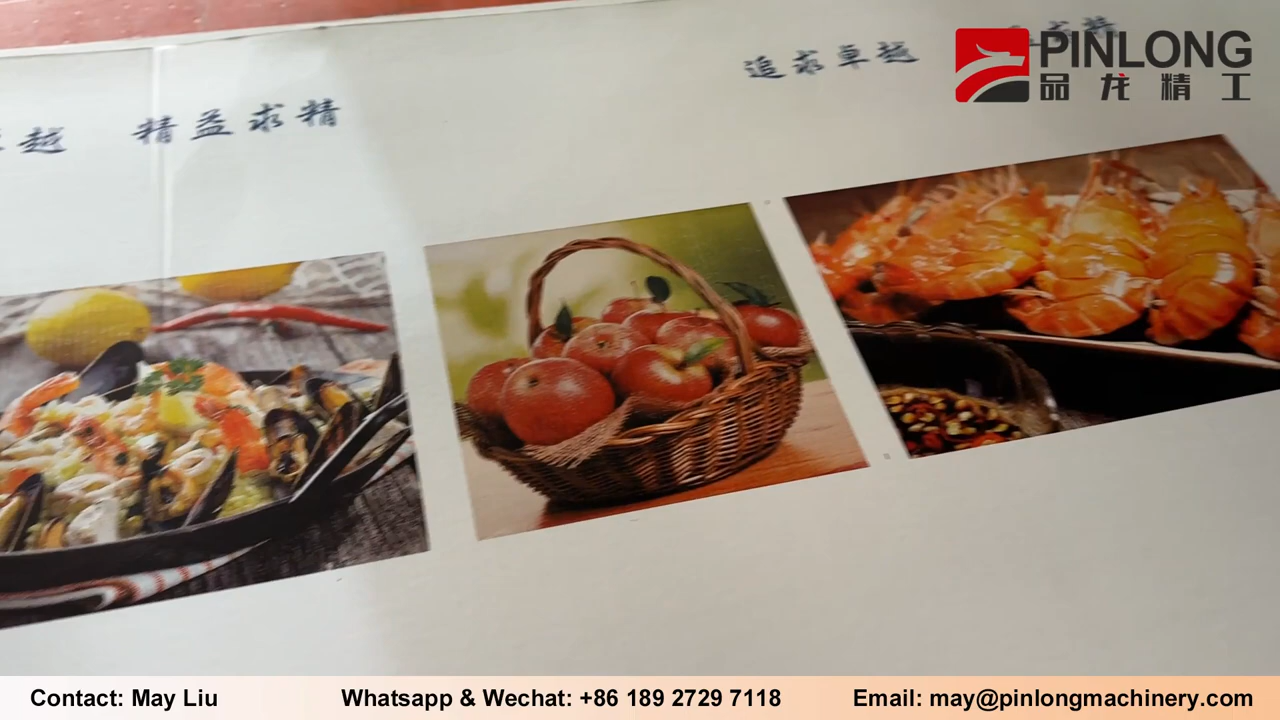 追求卓越
PINLONG
品龙精工
越 精益求精
Contact: May Liu
Whatsapp & Wechat: +86 189 2729 7118
Email: may@pinlongmachinery.com